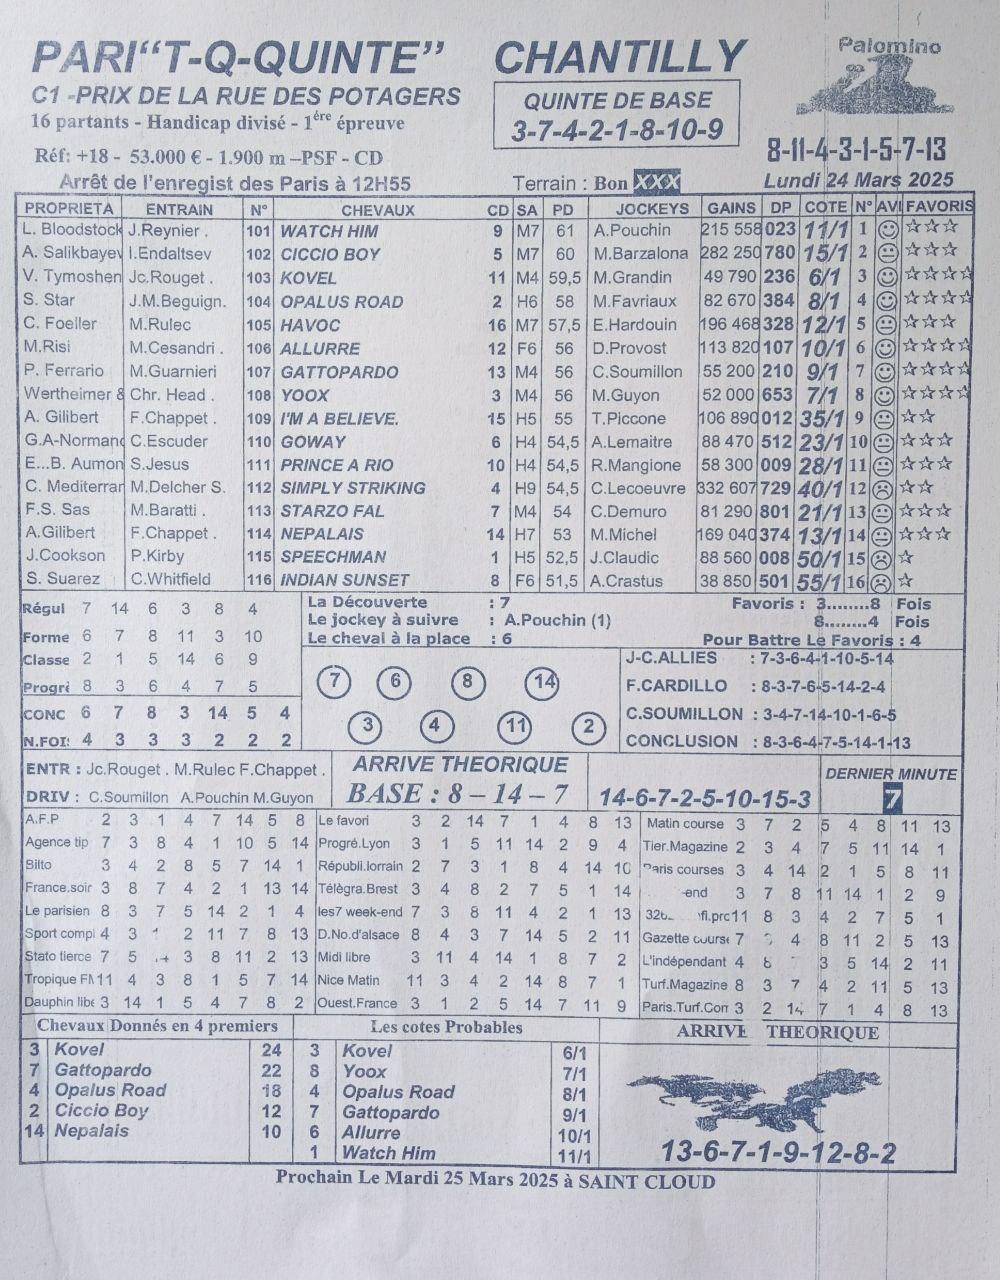 PARI“T-Q-QUINTE”
CHANTILLY
Palomino
C1 -PRIX DE LA RUE DES POTAGERS
16 partants - Handicap divisé - 1ére épreuve
QUINTE DE BASE
3-7-4-2-1-8-10-9
8-11-4-3-1-5-7-13
Réf: +18 - 53.000 € - 1.900 m –PSF - CD
Arrêt de l'enregist des Paris à 12H55
Terrain : Bon XXX
Lundi 24 Mars 2025
PROPRIETA ENTRAIN N° CHEVAUX CD SA PD JOCKEYS GAINS DP COTE N° AVI FAVORIS
L. Bloodstock J.Reynier . 101 WATCH HIM 9 M7 61 A.Pouchin 215 558 023 11/1 1 ☺ ☆☆☆
A. Salikbayev I.Endaltsev 102 CICCIO BOY 5 M7 60 M.Barzalona 282 250 780 15/1 2 😐 ☆☆☆
V. Tymoshen Jc.Rouget . 103 KOVEL 11 M4 59,5 M.Grandin 49 790 236 6/1 3 ☺ ☆☆☆☆
S. Star J.M.Beguign. 104 OPALUS ROAD 2 H6 58 M.Favriaux 82 670 384 8/1 4 ☺ ☆☆☆☆
C. Foeller M.Rulec 105 HAVOC 16 M7 57,5 E.Hardouin 196 468 328 12/1 5 😐 ☆☆☆
M.Risi M.Cesandri . 106 ALLURRE 12 F6 56 D.Provost 113 820 107 10/1 6 ☺ ☆☆☆☆
P. Ferrario M.Guarnieri 107 GATTOPARDO 13 M4 56 C.Soumillon 55 200 210 9/1 7 ☺ ☆☆☆☆
Wertheimer & Chr. Head . 108 YOOX 3 M4 56 M.Guyon 52 000 653 7/1 8 ☺ ☆☆☆☆
A. Gilibert F.Chappet . 109 I'M A BELIEVE. 15 H5 55 T.Piccone 106 890 012 35/1 9 😐 ☆☆
G.A-Normand C.Escuder 110 GOWAY 6 H4 54,5 A.Lemaitre 88 470 512 23/1 10 😐 ☆☆☆
E...B. Aumon S.Jesus 111 PRINCE A RIO 10 H4 54,5 R.Mangione 58 300 009 28/1 11 😐 ☆☆☆
C. Mediterrar M.Delcher S. 112 SIMPLY STRIKING 4 H9 54,5 C.Lecoeuvre 332 607 729 40/1 12 ☹ ☆☆
F.S. Sas M.Baratti . 113 STARZO FAL 7 M4 54 C.Demuro 81 290 801 21/1 13 😐 ☆☆☆
A.Gilibert F.Chappet . 114 NEPALAIS 14 H7 53 M.Michel 169 040 374 13/1 14 😐 ☆☆☆
J.Cookson P.Kirby 115 SPEECHMAN 1 H5 52,5 J.Claudic 88 560 008 50/1 15 ☹ ☆
S. Suarez C.Whitfield 116 INDIAN SUNSET 8 F6 51,5 A.Crastus 38 850 501 55/1 16 ☹ ☆
Régul 7 14 6 3 8 4
Forme 6 7 8 11 3 10
Classe 2 1 5 14 6 9
Progrè 8 3 6 4 7 5
CONC 6 7 8 3 14 5 4
N.FOI: 4 3 3 3 2 2 2
La Découverte : 7
Le jockey à suivre : A.Pouchin (1)
Le cheval à la place : 6
Favoris : 3........8 Fois
8........4 Fois
Pour Battre Le Favoris : 4
7 6 8 14
3 4 11 2
J-C.ALLIES : 7-3-6-4-1-10-5-14
F.CARDILLO : 8-3-7-6-5-14-2-4
C.SOUMILLON : 3-4-7-14-10-1-6-5
CONCLUSION : 8-3-6-4-7-5-14-1-13
ENTR : Jc.Rouget . M.Rulec F.Chappet .
DRIV : C.Soumillon A.Pouchin M.Guyon
ARRIVE THEORIQUE
BASE : 8 – 14 – 7
14-6-7-2-5-10-15-3
DERNIER MINUTE
7
A.F.P 2 3 1 4 7 14 5 8
Agence tip 7 3 8 4 1 10 5 14
Bilto 3 4 2 8 5 7 14 1
France.soir 3 8 7 4 2 1 13 14
Le parisien 8 3 7 5 14 2 1 4
Sport compl 4 3 2 11 7 8 13
Stato tierce 7 5 3 8 11 2 13
Tropique FM 11 4 3 8 1 5 7 14
Dauphin libé 3 14 1 5 4 7 8 2
Le favori 3 2 14 7 1 4 8 13
Progré.Lyon 3 1 5 11 14 2 9 4
Républi.lorrain 2 7 3 1 8 4 14 10
Télégra.Brest 3 4 8 2 7 5 1 14
les7 week-end 7 3 8 11 4 2 1 13
D.No.d'alsace 8 4 3 7 14 5 2 11
Midi libre 3 11 4 14 1 8 7 2
Nice Matin 11 3 4 2 14 8 7 1
Ouest.France 3 1 2 5 14 7 11 9
Matin course 3 7 2 5 4 8 11 13
Tier.Magazine 2 3 4 7 5 11 14 1
Paris courses 3 4 14 2 1 5 8 11
-end 3 7 8 11 14 1 2 9
11 8 3 4 2 7 5 1
Gazette course 7 4 8 11 2 5 13
L'indépendant 4 3 5 14 2 11
Turf.Magazine 8 3 7 4 2 11 5 13
Paris.Turf.Com 3 2 14 7 1 4 8 13
Chevaux Donnés en 4 premiers
3 Kovel 24
7 Gattopardo 22
4 Opalus Road 18
2 Ciccio Boy 12
14 Nepalais 10
Les cotes Probables
3 Kovel 6/1
8 Yoox 7/1
4 Opalus Road 8/1
7 Gattopardo 9/1
6 Allurre 10/1
1 Watch Him 11/1
ARRIVE THEORIQUE
13-6-7-1-9-12-8-2
Prochain Le Mardi 25 Mars 2025 à SAINT CLOUD